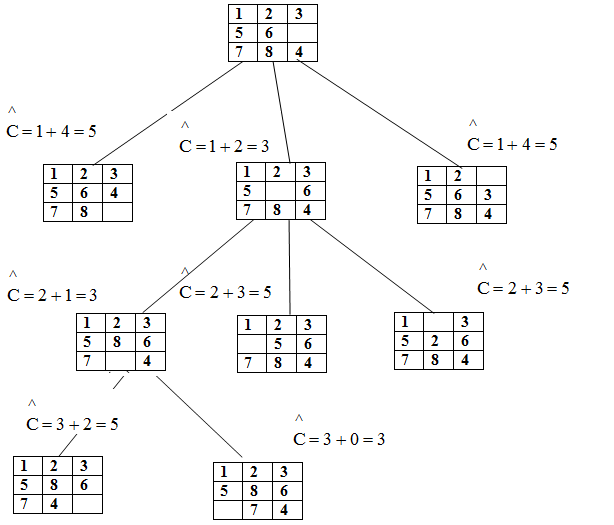 1 2 3
5 6
7 8 4
^
C = 1 + 4 = 5
^
C = 1 + 2 = 3
^
C = 1 + 4 = 5
1 2 3
5 6 4
7 8
1 2 3
5 6
7 8 4
1 2
5 6 3
7 8 4
^
C = 2 + 1 = 3
^
C = 2 + 3 = 5
^
C = 2 + 3 = 5
1 2 3
5 8 6
7 4
1 2 3
5 6
7 8 4
1 3
5 2 6
7 8 4
^
C = 3 + 2 = 5
^
C = 3 + 0 = 3
1 2 3
5 8 6
7 4
1 2 3
5 8 6
7 4